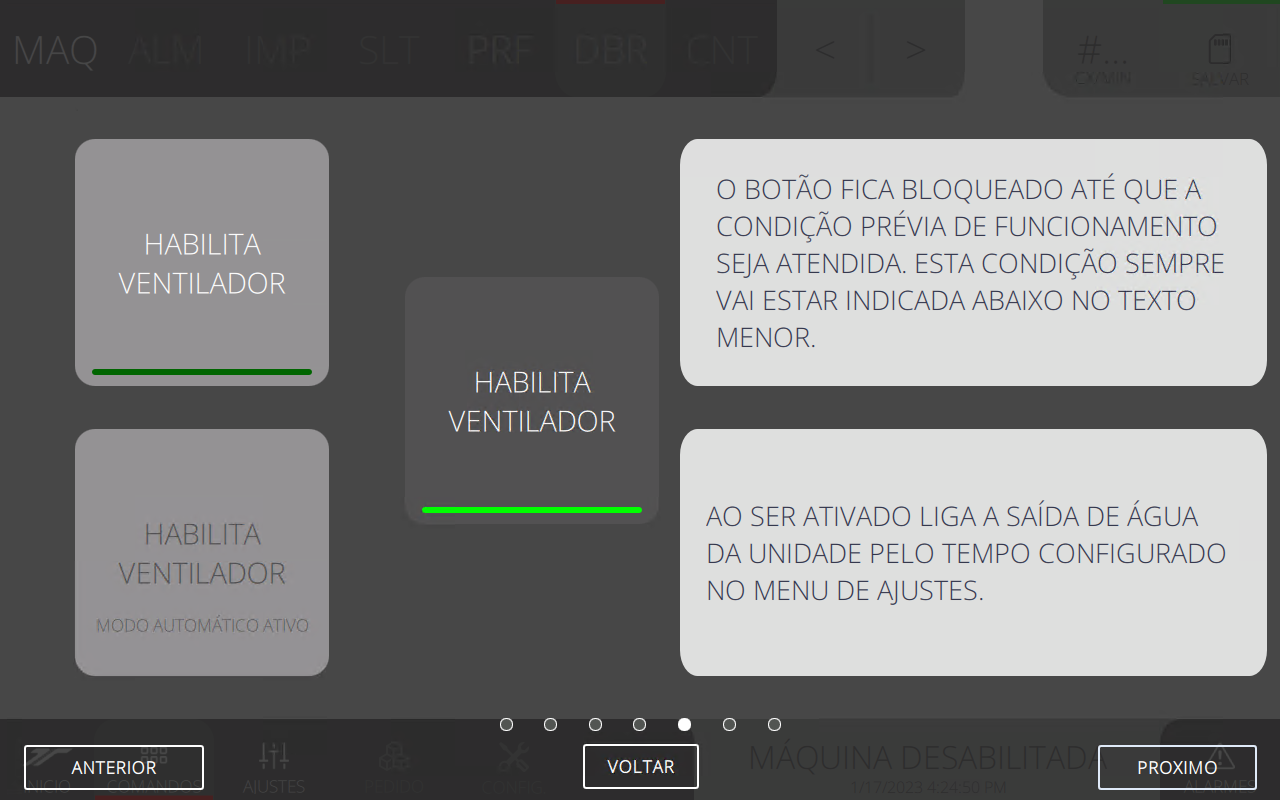 MAQ ALM IMP SLT PRF DBR CNT < > #...
CX/MIN SALVAR
HABILITA
VENTILADOR
O BOTÃO FICA BLOQUEADO ATÉ QUE A
CONDIÇÃO PRÉVIA DE FUNCIONAMENTO
SEJA ATENDIDA. ESTA CONDIÇÃO SEMPRE
VAI ESTAR INDICADA ABAIXO NO TEXTO
MENOR.
HABILITA
VENTILADOR
HABILITA
VENTILADOR
MODO AUTOMÁTICO ATIVO
AO SER ATIVADO LIGA A SAÍDA DE ÁGUA
DA UNIDADE PELO TEMPO CONFIGURADO
NO MENU DE AJUSTES.
MÁQUINA DESABILITADA
ANTERIOR
VOLTAR
PROXIMO
INICIO COMANDOS AJUSTES PEDIDO CONFIG 1/17/2023 4:24:50 PM ALARMES